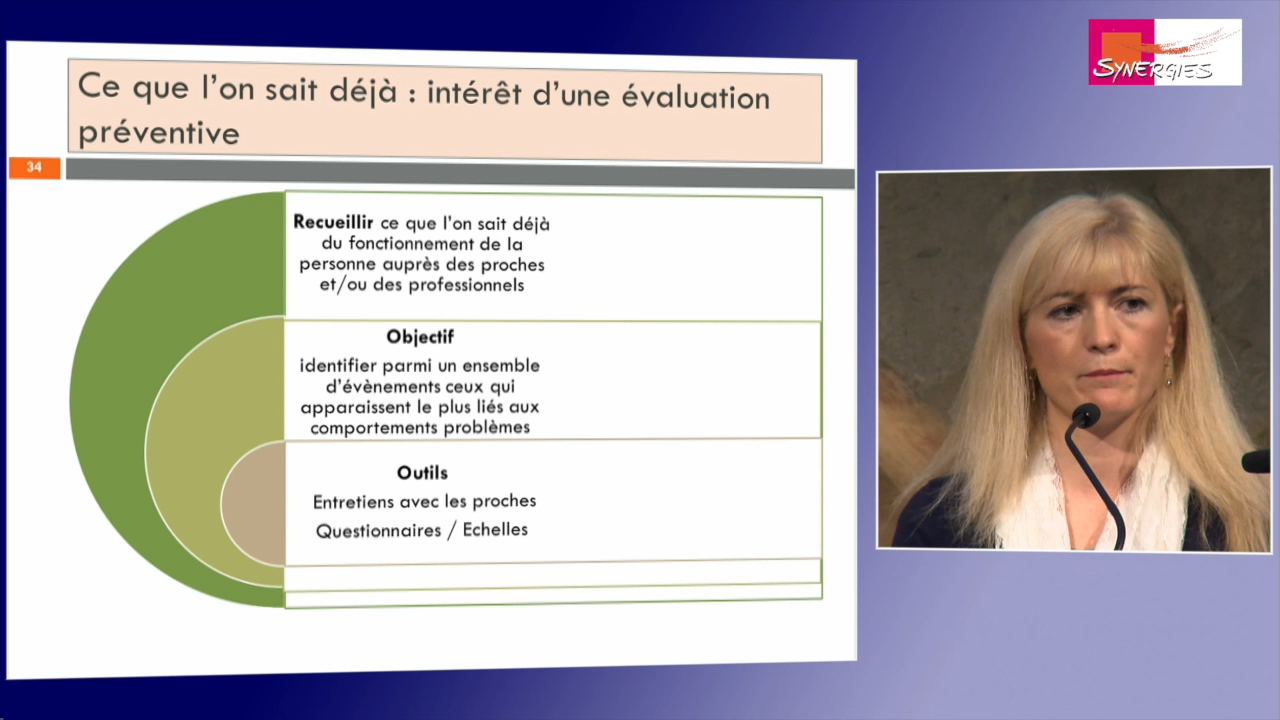 SYNERGIES
Ce que l'on sait déjà : intérêt d'une évaluation
préventive
34
Recueillir ce que l'on sait déjà
du fonctionnement de la
personne auprès des proches
et/ou des professionnels
Objectif
identifier parmi un ensemble
d'évènements ceux qui
apparaissent le plus liés aux
comportements problèmes
Outils
Entretiens avec les proches
Questionnaires / Echelles